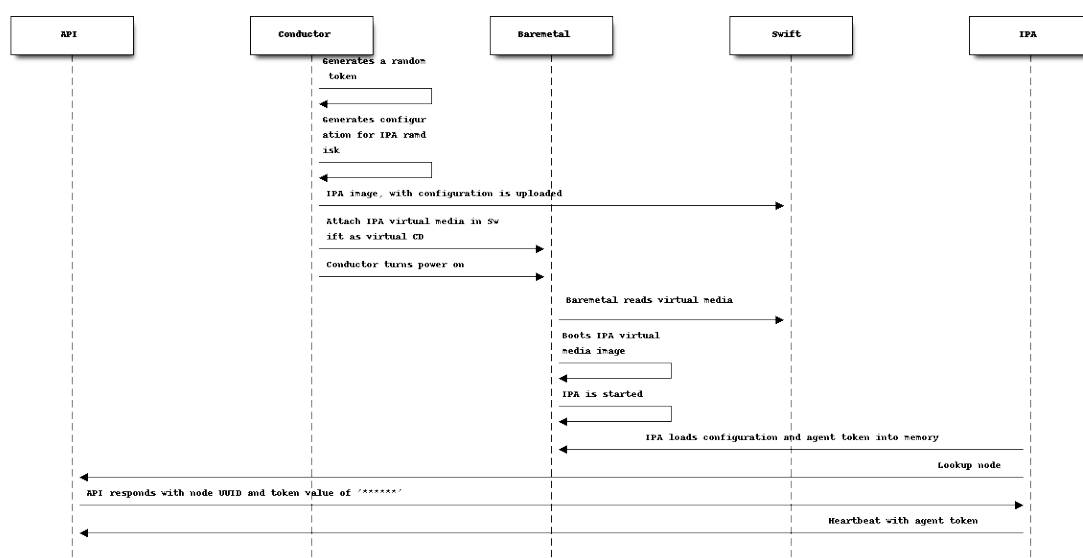 API
Conductor
Baremetal
Swift
IPA
Generates a random
token
Generates configur
ation for IPA ramd
isk
IPA image, with configuration is uploaded
Attach IPA virtual media in Sw
ift as virtual CD
Conductor turns power on
Baremetal reads virtual media
Boots IPA virtual
media image
IPA is started
IPA loads configuration and agent token into memory
Lookup node
API responds with node UUID and token value of '******'
Heartbeat with agent token